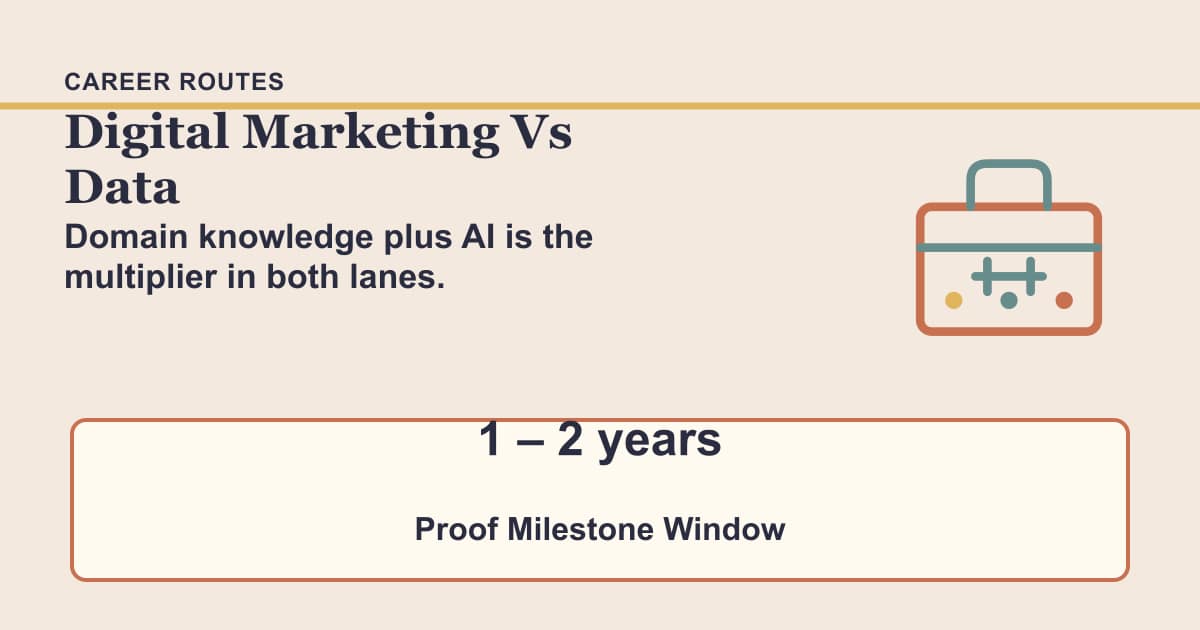 CAREER ROUTES
Digital Marketing Vs
Data
Domain knowledge plus AI is the
multiplier in both lanes.
1 – 2 years
Proof Milestone Window